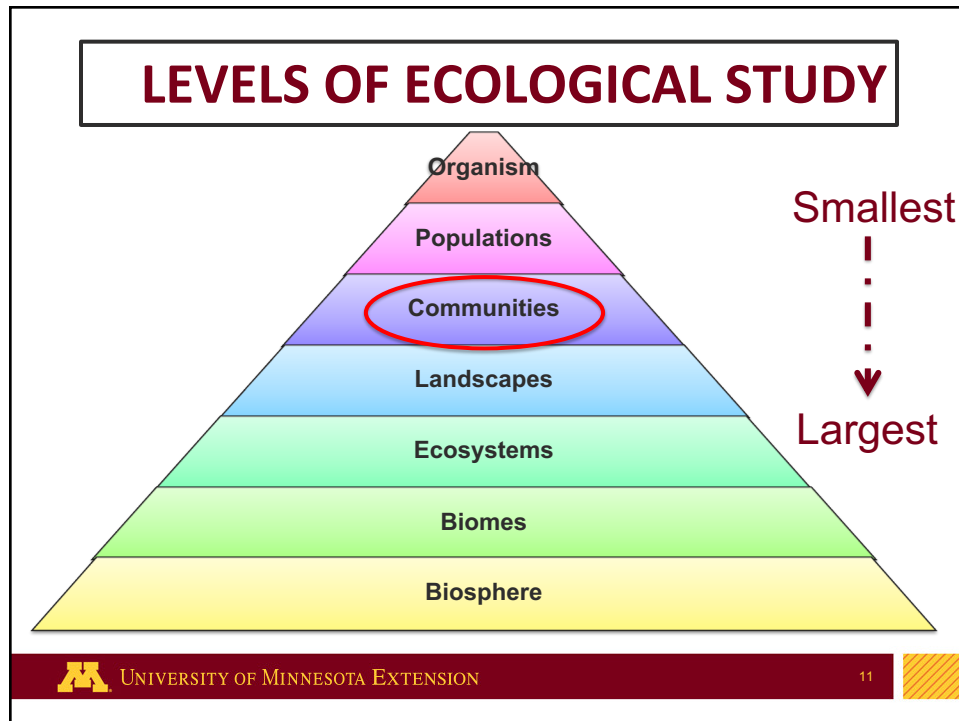 LEVELS OF ECOLOGICAL STUDY
Organism
Populations
Communities
Landscapes
Ecosystems
Biomes
Biosphere
Smallest
Largest
UNIVERSITY OF MINNESOTA EXTENSION
11